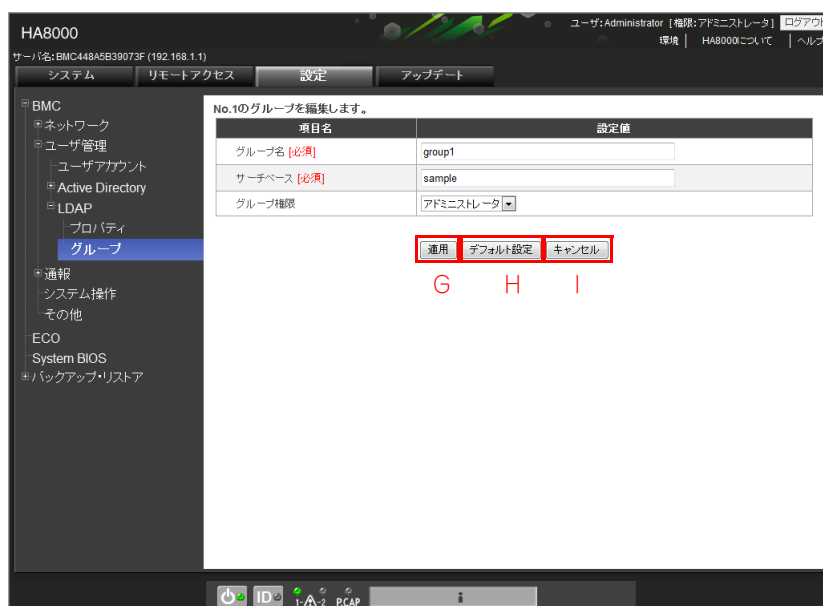 HA8000
ユーザ:Administrator [権限:アドミニストレータ] ログアウト
環境 | HA8000について | ヘルプ
サーバ名:BMC448A5B39073F (192.168.1.1)
システム リモートアクセス 設定 アップデート
BMC
ネットワーク
ユーザ管理
ユーザアカウント
Active Directory
LDAP
プロパティ
グループ
通報
システム操作
その他
ECO
System BIOS
バックアップ・リストア
No.1のグループを編集します。
項目名 設定値
グループ名 [必須] group1
サーチベース [必須] sample
グループ権限 アドミニストレータ
適用 デフォルト設定 キャンセル
G H I
ID 1-⚠-2 P.CAP i